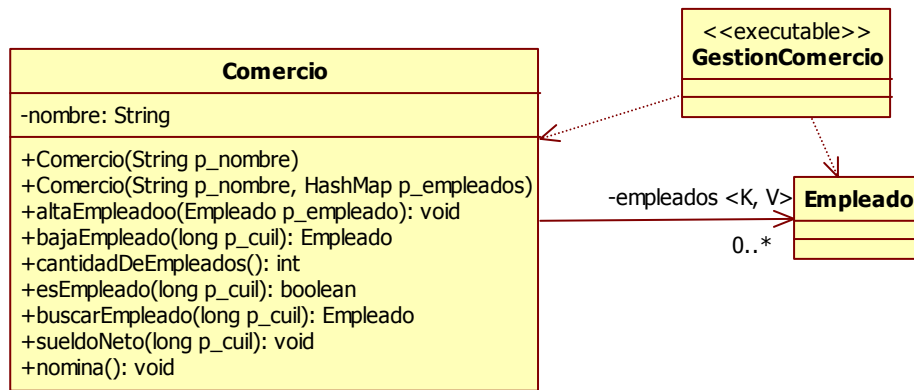 <<executable>>
GestionComercio
Comercio
-nombre: String
+Comercio(String p_nombre)
+Comercio(String p_nombre, HashMap p_empleados)
+altaEmpleadoo(Empleado p_empleado): void
+bajaEmpleado(long p_cuil): Empleado
+cantidadDeEmpleados(): int
+esEmpleado(long p_cuil): boolean
+buscarEmpleado(long p_cuil): Empleado
+sueldoNeto(long p_cuil): void
+nomina(): void
-empleados <K, V>
0..*
Empleado